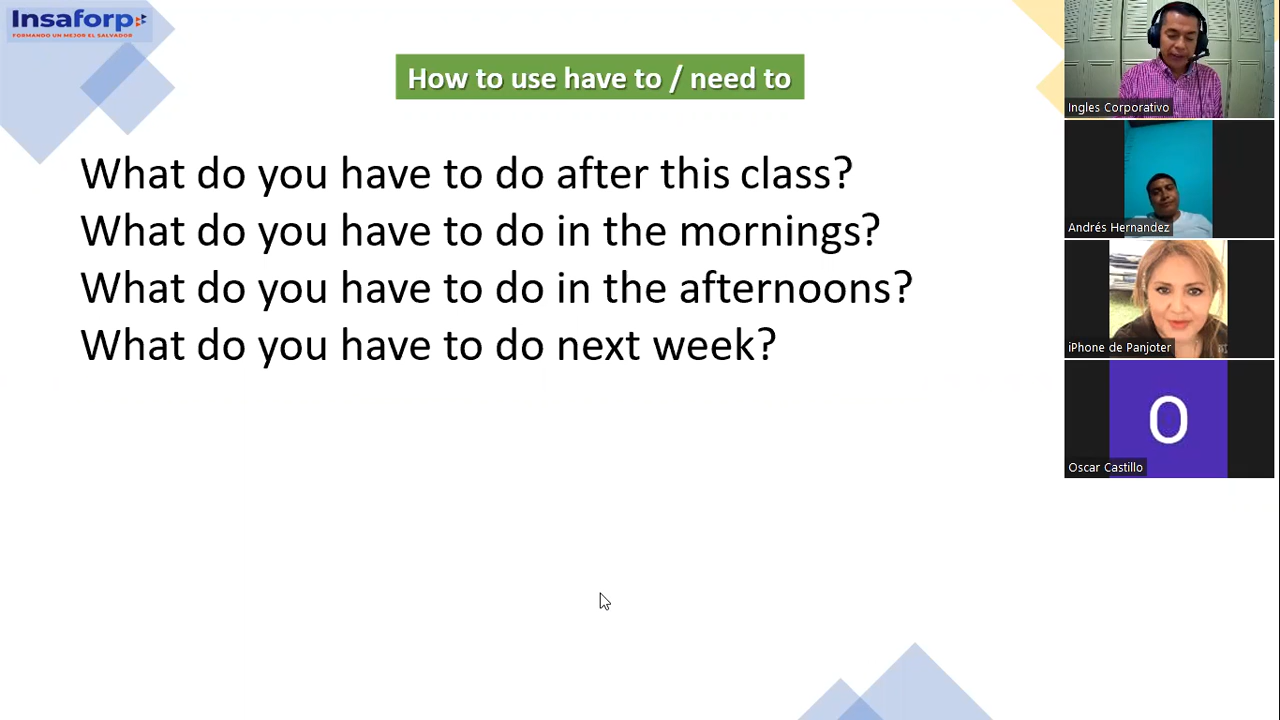 Insaforp
FORMANDO UN MEJOR EL SALVADOR
How to use have to / need to
What do you have to do after this class?
What do you have to do in the mornings?
What do you have to do in the afternoons?
What do you have to do next week?
Ingles Corporativo
Andrés Hernandez
iPhone de Panjoter
O
Oscar Castillo